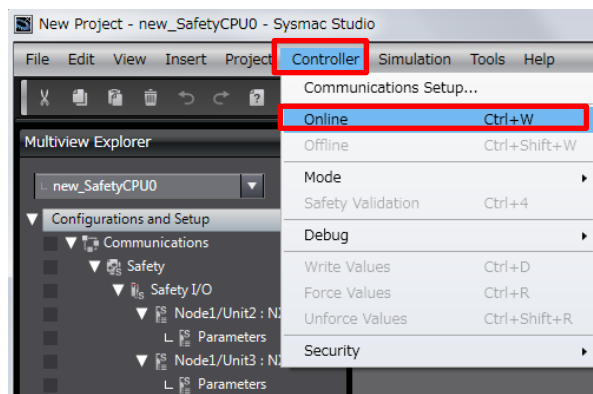 New Project - new_SafetyCPU0 - Sysmac Studio
File Edit View Insert Project Controller Simulation Tools Help
Communications Setup...
Online Ctrl+W
Offline Ctrl+Shift+W
Mode
Safety Validation Ctrl+4
Debug
Write Values Ctrl+D
Force Values Ctrl+R
Unforce Values Ctrl+Shift+R
Security
Multiview Explorer
new_SafetyCPU0
Configurations and Setup
Communications
Safety
Safety I/O
Node1/Unit2 :
Parameters
Node1/Unit3 :
Parameters